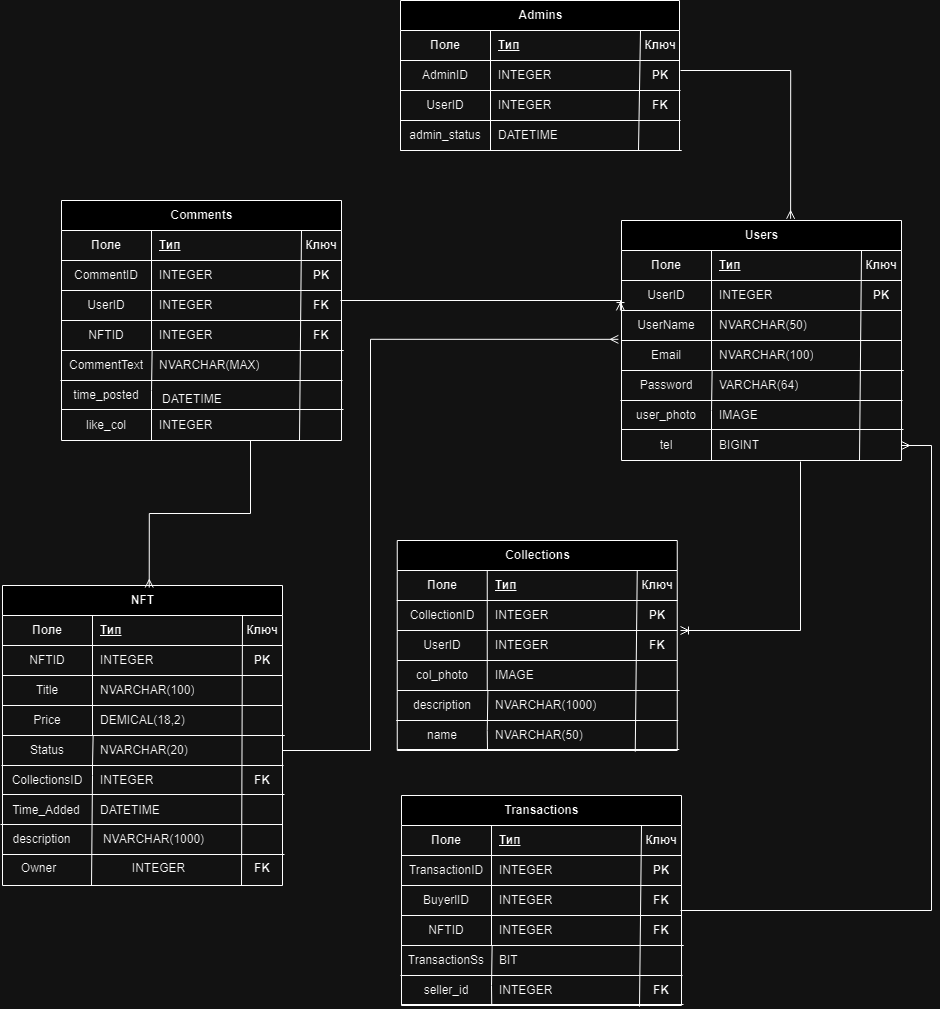 Admins
Поле Тип Ключ
AdminID INTEGER PK
UserID INTEGER FK
admin_status DATETIME
Comments
Поле Тип Ключ
CommentID INTEGER PK
UserID INTEGER FK
NFTID INTEGER FK
CommentText NVARCHAR(MAX)
time_posted DATETIME
like_col INTEGER
Users
Поле Тип Ключ
UserID INTEGER PK
UserName NVARCHAR(50)
Email NVARCHAR(100)
Password VARCHAR(64)
user_photo IMAGE
tel BIGINT
Collections
Поле Тип Ключ
CollectionID INTEGER PK
UserID INTEGER FK
col_photo IMAGE
description NVARCHAR(1000)
name NVARCHAR(50)
NFT
Поле Тип Ключ
NFTID INTEGER PK
Title NVARCHAR(100)
Price DEMICAL(18,2)
Status NVARCHAR(20)
CollectionsID INTEGER FK
Time_Added DATETIME
description NVARCHAR(1000)
Owner INTEGER FK
Transactions
Поле Тип Ключ
TransactionID INTEGER PK
BuyerlID INTEGER FK
NFTID INTEGER FK
TransactionSs BIT
seller_id INTEGER FK